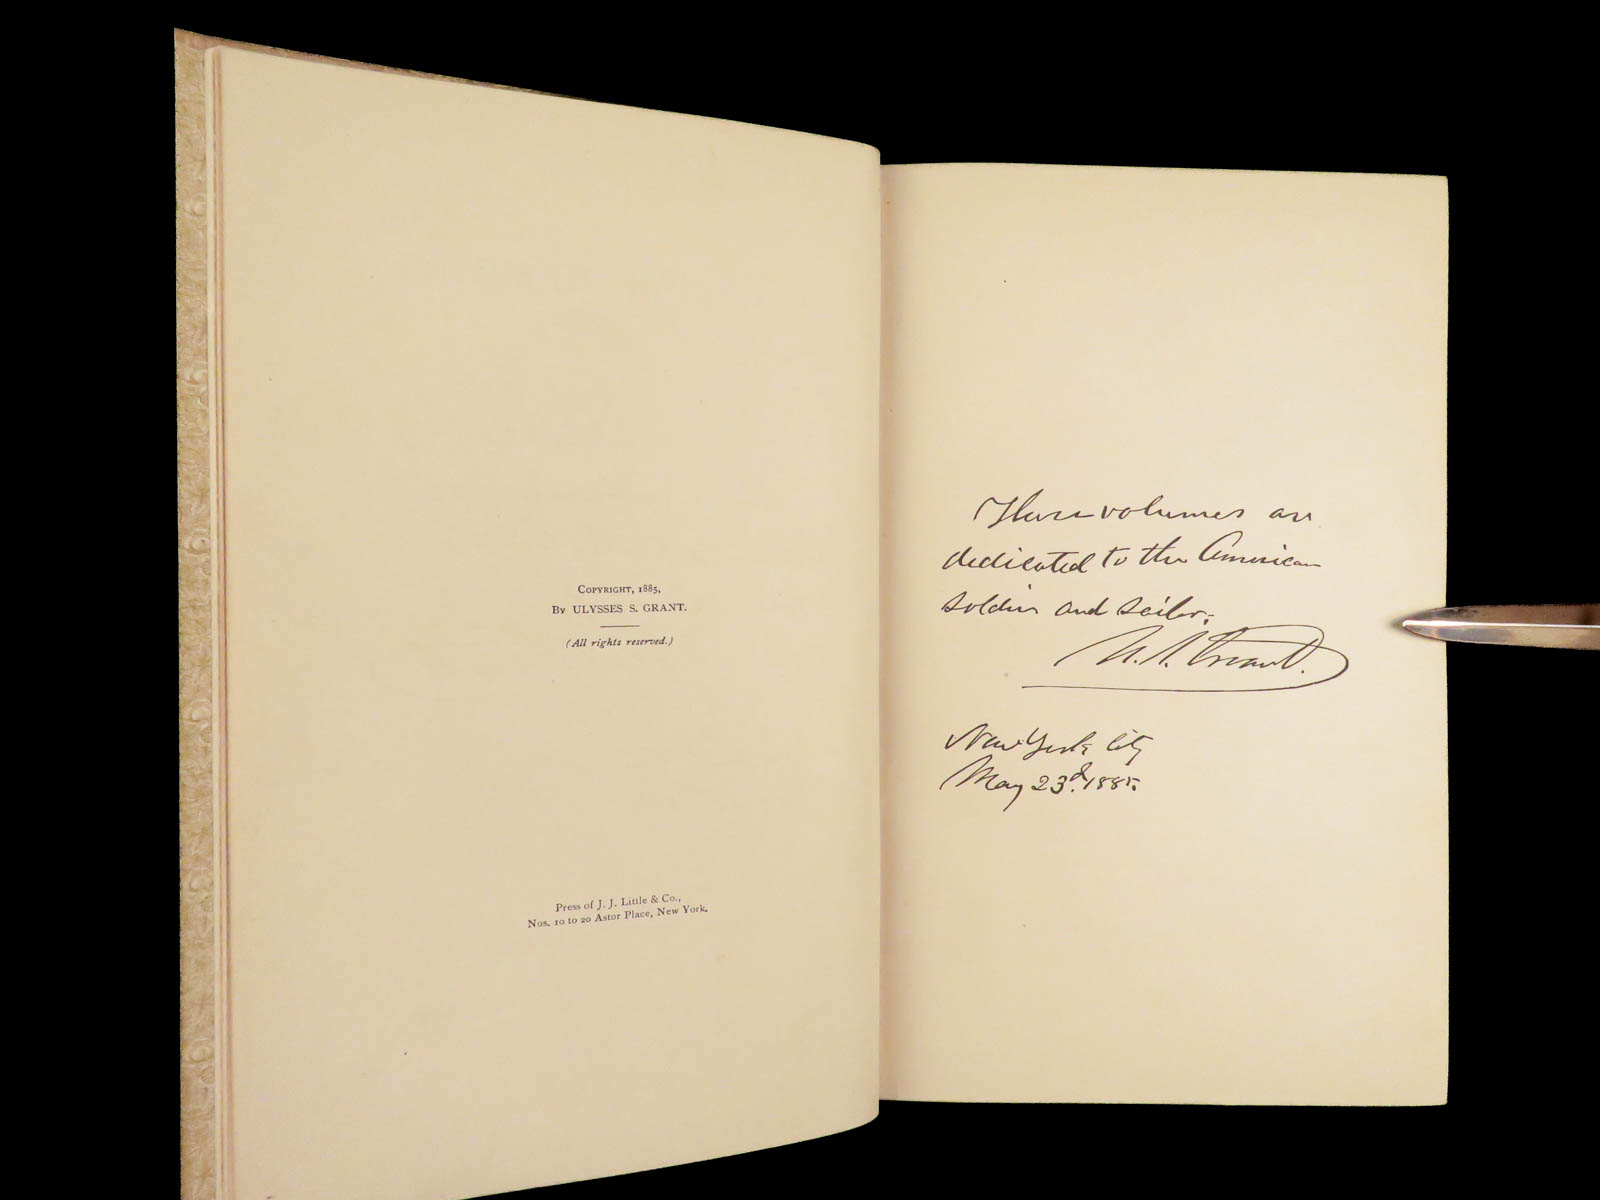 COPYRIGHT, 1885,
BY ULYSSES S. GRANT.
(All rights reserved.)
Press of J. J. Little & Co.,
Nos. 10 to 20 Astor Place, New York.
These volumes are
dedicated to the American
soldier and sailor.
U. S. Grant.
New York City
May 23d. 1885.